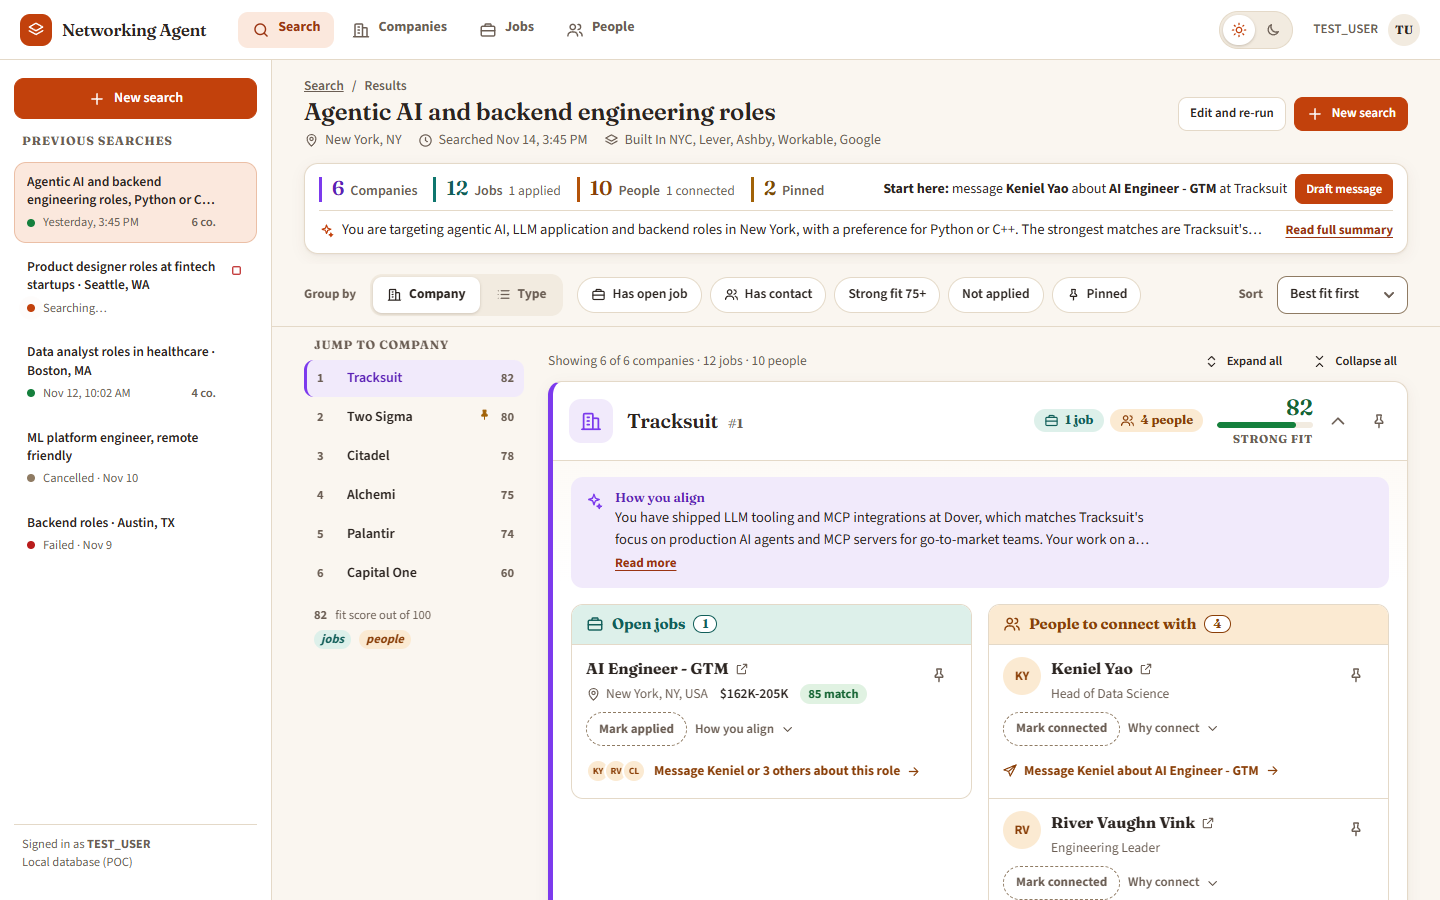 Networking Agent
Search
Companies
Jobs
People
TEST_USER
TU
New search
PREVIOUS SEARCHES
Agentic AI and backend
engineering roles, Python or C…
Yesterday, 3:45 PM
6 co.
Product designer roles at fintech
startups · Seattle, WA
Searching…
Data analyst roles in healthcare ·
Boston, MA
Nov 12, 10:02 AM
4 co.
ML platform engineer, remote
friendly
Cancelled · Nov 10
Backend roles · Austin, TX
Failed · Nov 9
Signed in as TEST_USER
Local database (POC)
Search / Results
Agentic AI and backend engineering roles
New York, NY
Searched Nov 14, 3:45 PM
Built In NYC, Lever, Ashby, Workable, Google
Edit and re-run
New search
6 Companies
12 Jobs 1 applied
10 People 1 connected
2 Pinned
Start here: message Keniel Yao about AI Engineer - GTM at Tracksuit
Draft message
You are targeting agentic AI, LLM application and backend roles in New York, with a preference for Python or C++. The strongest matches are Tracksuit's…
Read full summary
Group by
Company
Type
Has open job
Has contact
Strong fit 75+
Not applied
Pinned
Sort
Best fit first
JUMP TO COMPANY
1 Tracksuit 82
2 Two Sigma 80
3 Citadel 78
4 Alchemi 75
5 Palantir 74
6 Capital One 60
82 fit score out of 100
jobs people
Showing 6 of 6 companies · 12 jobs · 10 people
Expand all
Collapse all
Tracksuit #1
1 job
4 people
82
STRONG FIT
How you align
You have shipped LLM tooling and MCP integrations at Dover, which matches Tracksuit's
focus on production AI agents and MCP servers for go-to-market teams. Your work on a…
Read more
Open jobs 1
AI Engineer - GTM
New York, NY, USA
$162K-205K
85 match
Mark applied
How you align
KY RV CL
Message Keniel or 3 others about this role
People to connect with 4
KY
Keniel Yao
Head of Data Science
Mark connected
Why connect
Message Keniel about AI Engineer - GTM
RV
River Vaughn Vink
Engineering Leader
Mark connected
Why connect